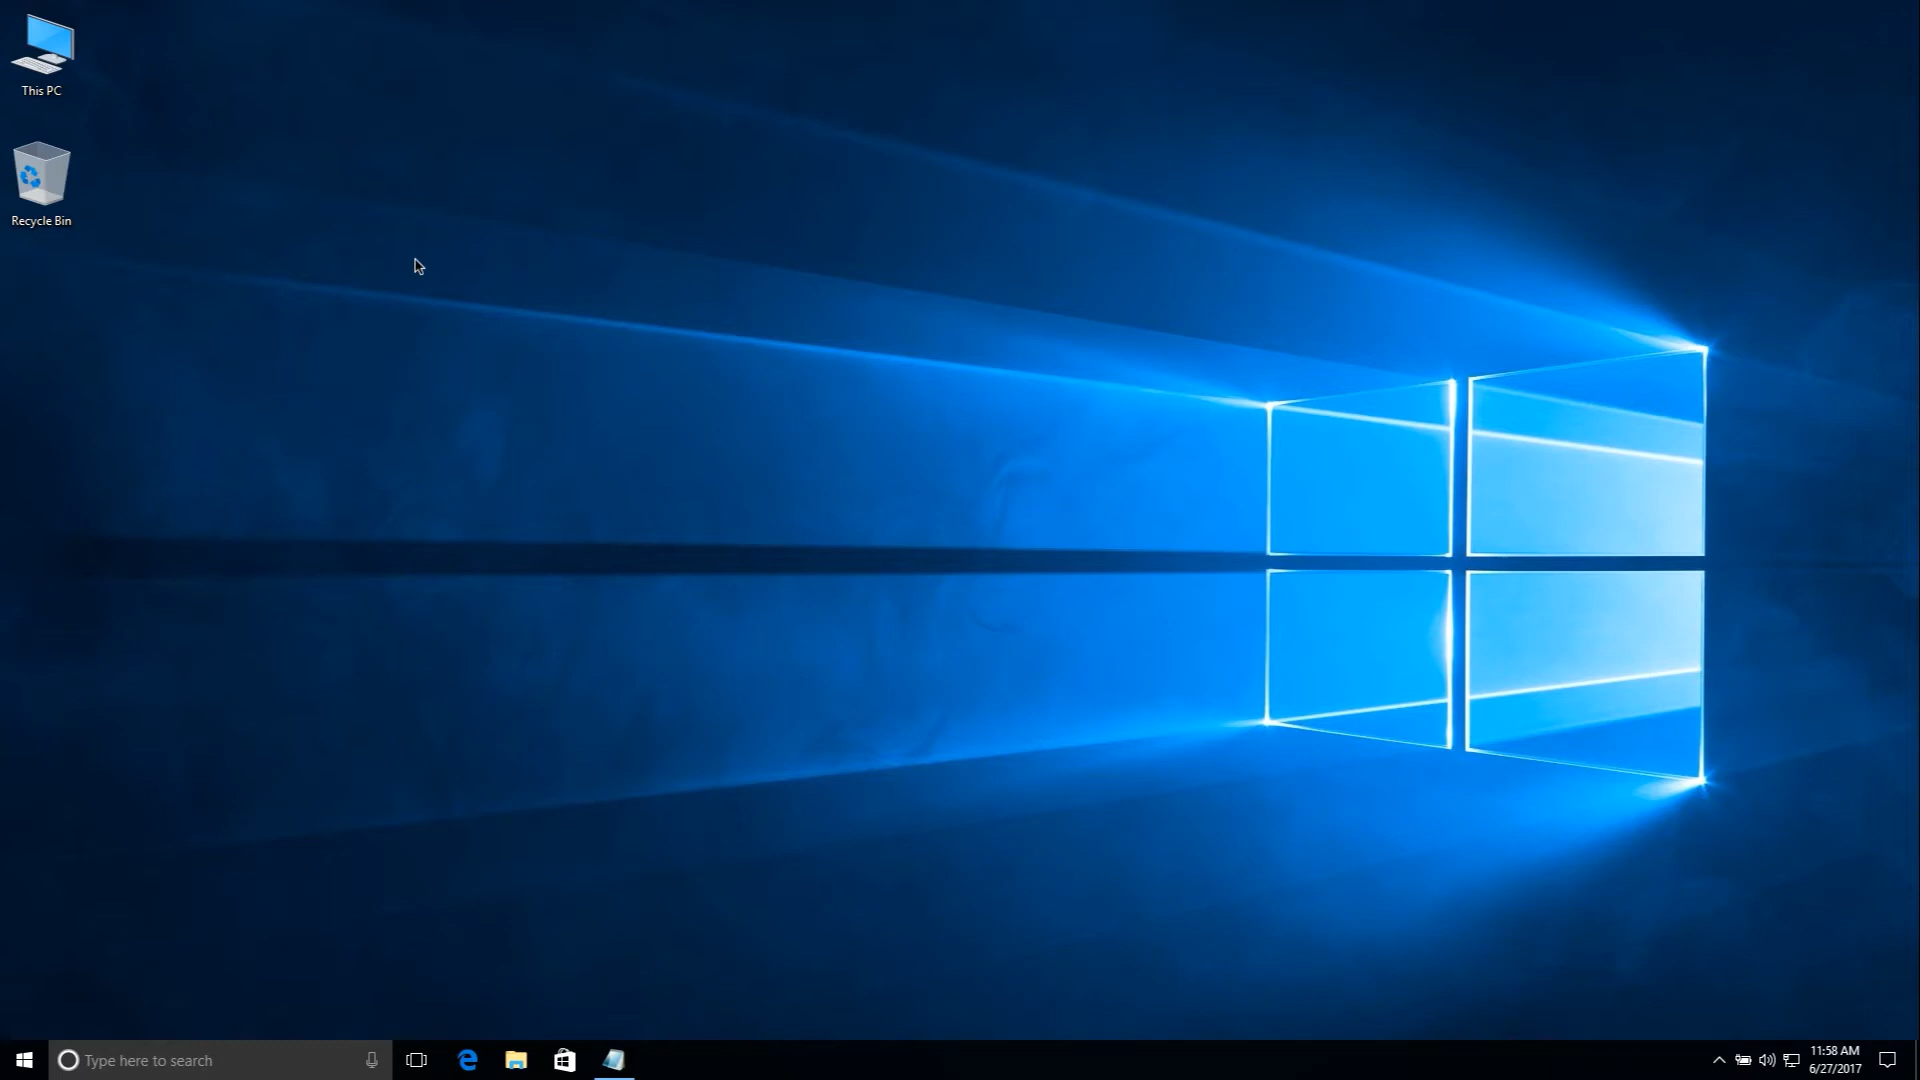 This PC
Recycle Bin
Type here to search
11:58 AM
6/27/2017